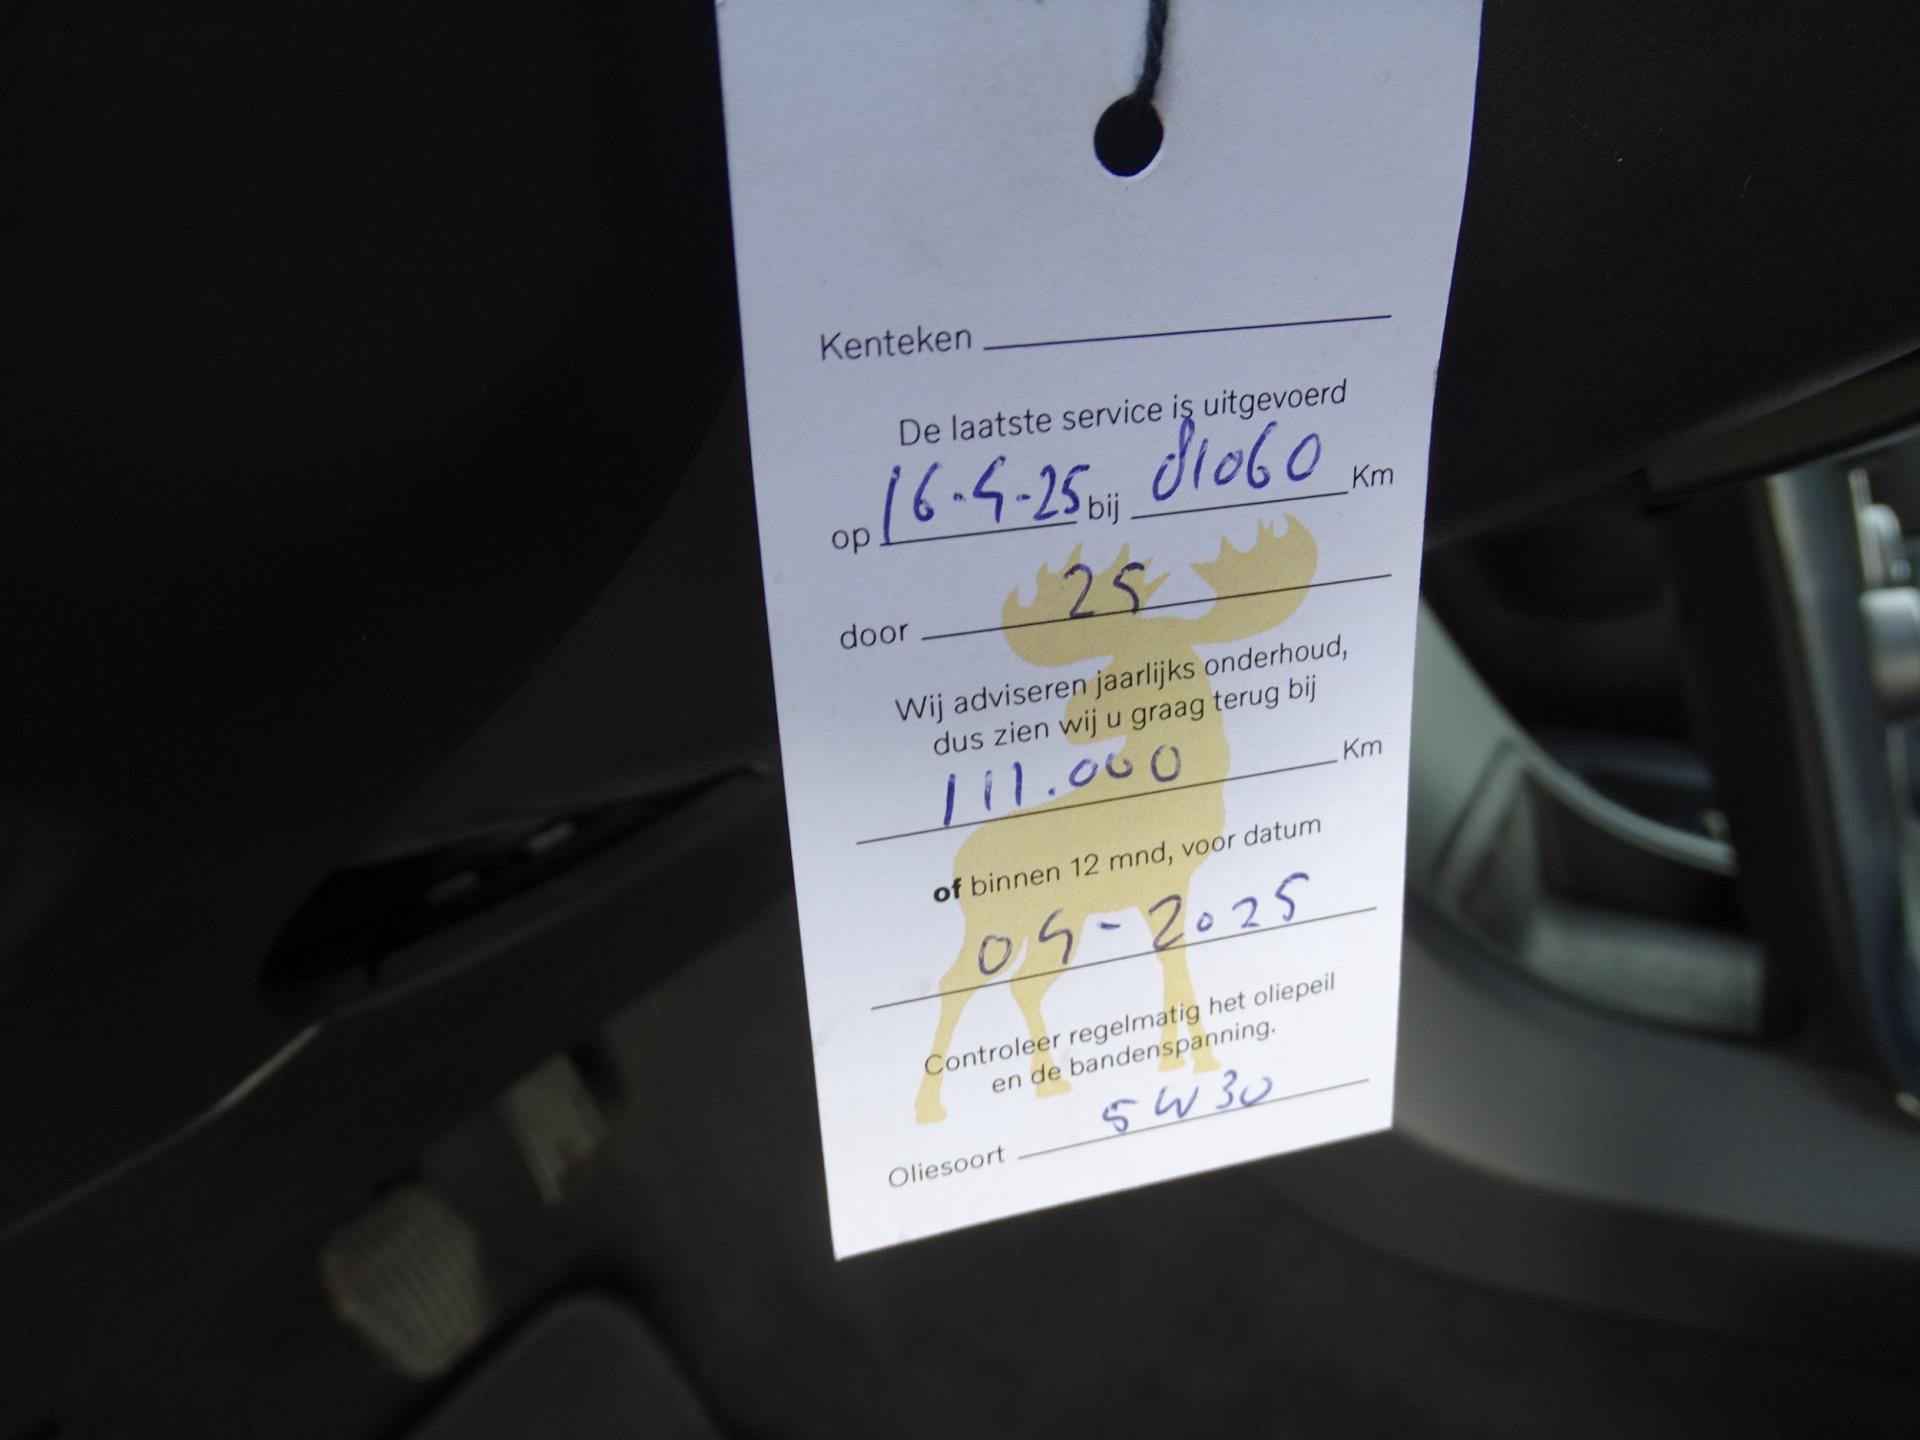 Kenteken
De laatste service is uitgevoerd
op 16-4-25 bij 81060 Km
door 25
Wij adviseren jaarlijks onderhoud,
dus zien wij u graag terug bij
111.000 Km
of binnen 12 mnd, voor datum
04-2025
Controleer regelmatig het oliepeil
en de bandenspanning.
Oliesoort 5W30